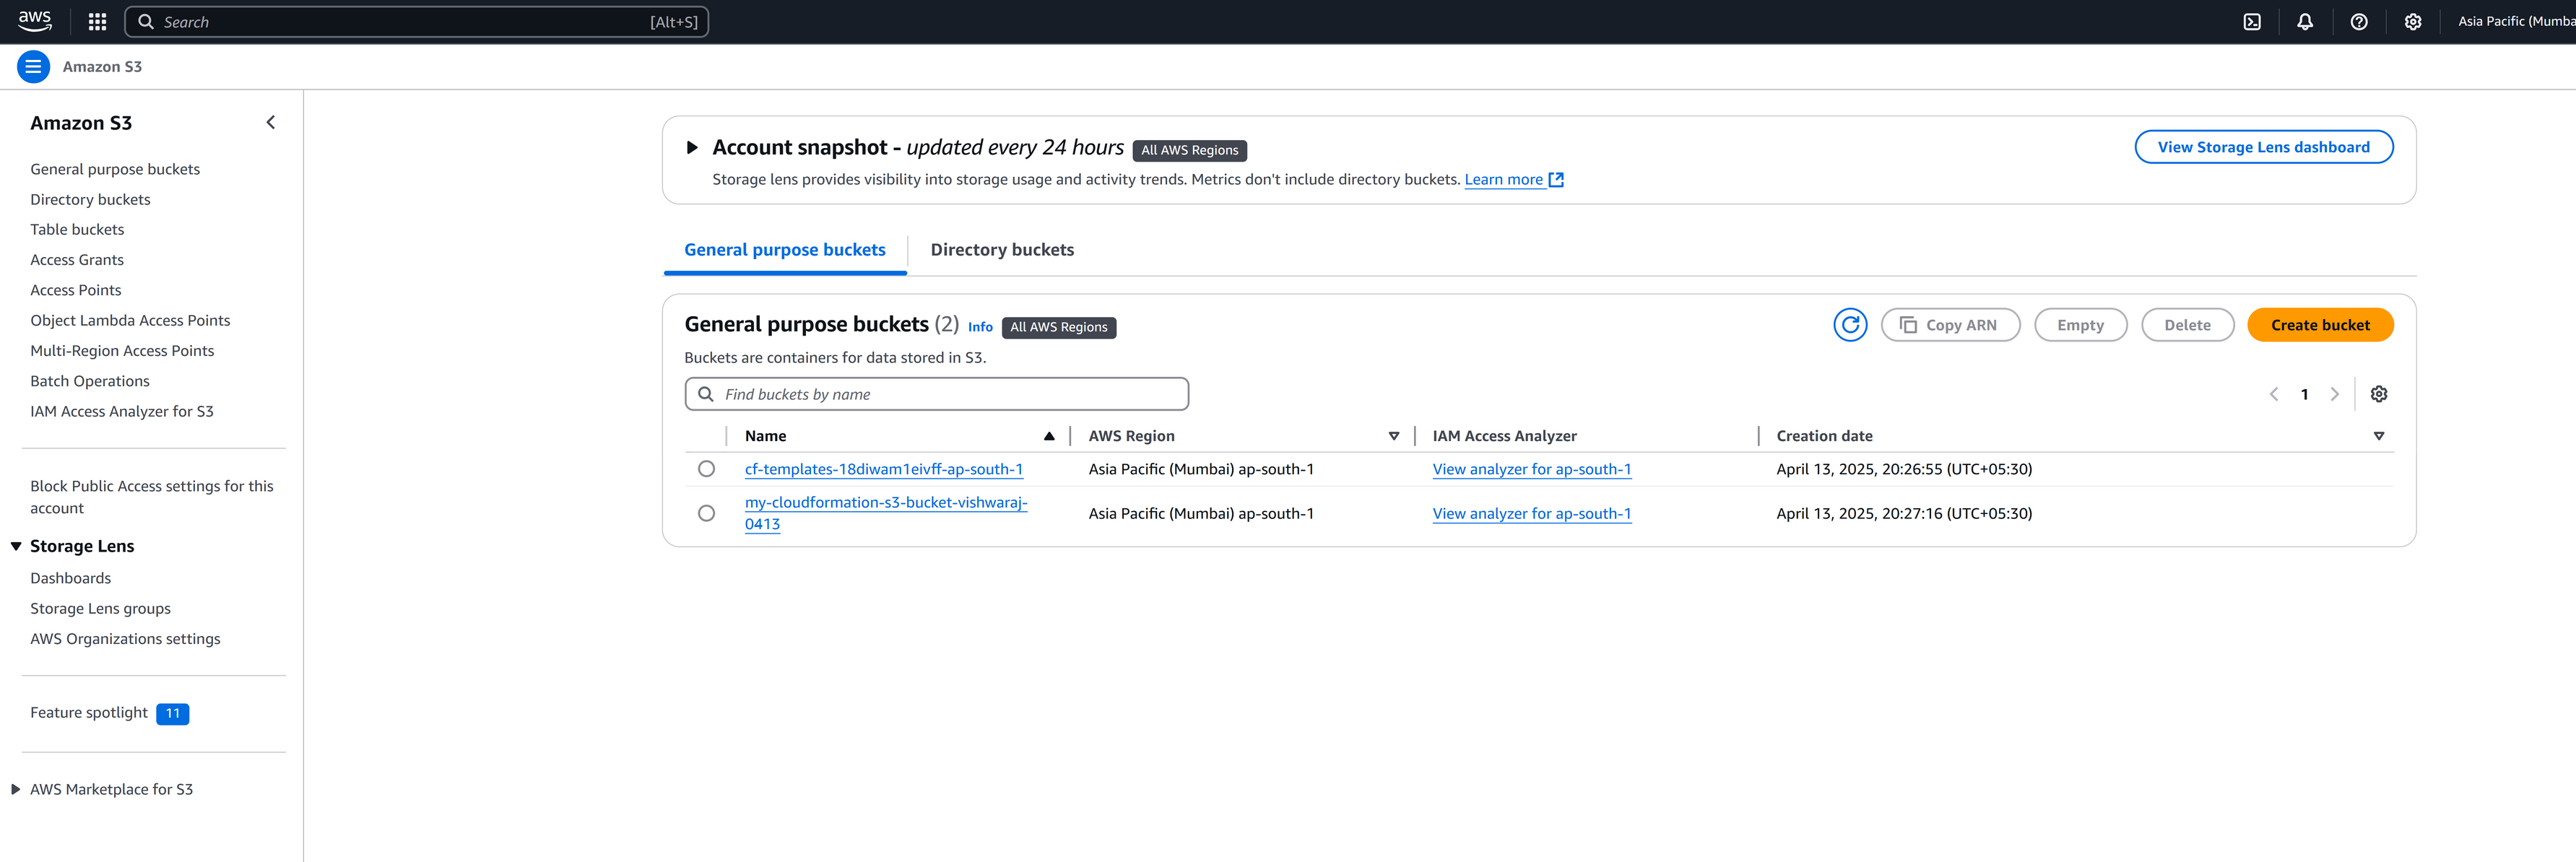 aws
Search [Alt+S]
Asia Pacific (Mumba
Amazon S3
Amazon S3
General purpose buckets
Directory buckets
Table buckets
Access Grants
Access Points
Object Lambda Access Points
Multi-Region Access Points
Batch Operations
IAM Access Analyzer for S3
Block Public Access settings for this
account
Storage Lens
Dashboards
Storage Lens groups
AWS Organizations settings
Feature spotlight 11
AWS Marketplace for S3
Account snapshot - updated every 24 hours All AWS Regions
View Storage Lens dashboard
Storage lens provides visibility into storage usage and activity trends. Metrics don't include directory buckets. Learn more
General purpose buckets Directory buckets
General purpose buckets (2) Info All AWS Regions
Copy ARN Empty Delete Create bucket
Buckets are containers for data stored in S3.
Find buckets by name
1
Name AWS Region IAM Access Analyzer Creation date
cf-templates-18diwam1eivff-ap-south-1 Asia Pacific (Mumbai) ap-south-1 View analyzer for ap-south-1 April 13, 2025, 20:26:55 (UTC+05:30)
my-cloudformation-s3-bucket-vishwaraj-
0413 Asia Pacific (Mumbai) ap-south-1 View analyzer for ap-south-1 April 13, 2025, 20:27:16 (UTC+05:30)